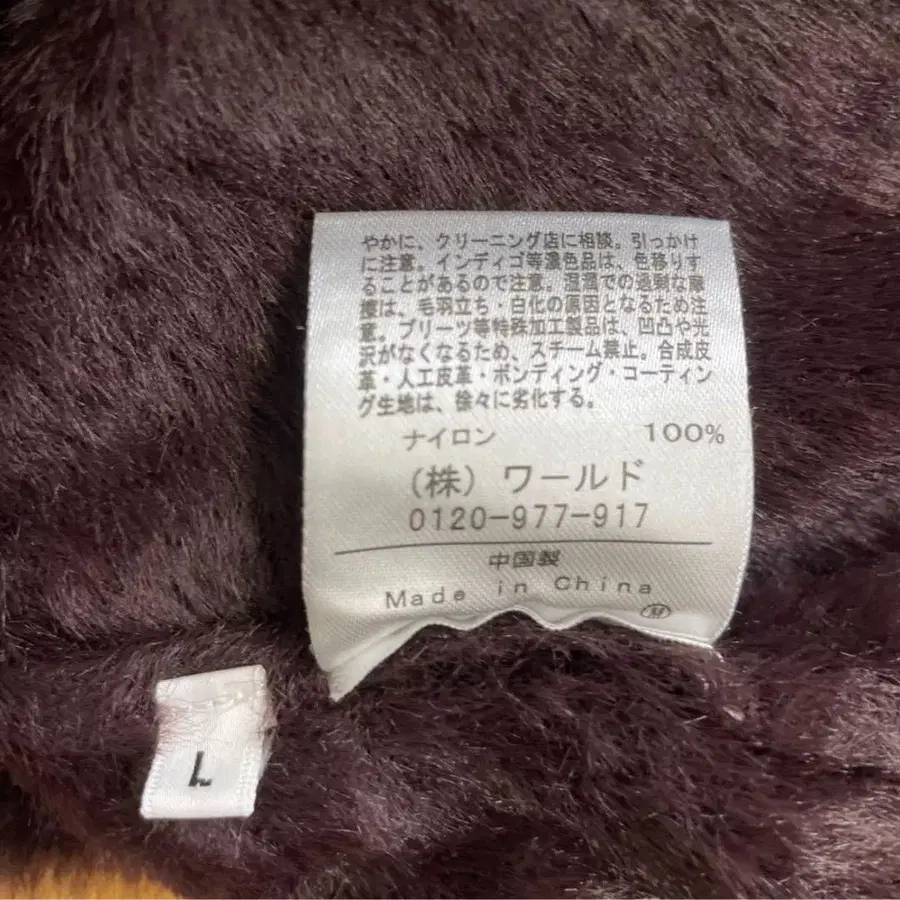 やかに、クリーニング店に相談。引っかけ
に注意。インディゴ等濃色品は、色移りす
ることがあるので注意。湿潤での過剰な摩
擦は、毛羽立ち・白化の原因となるため注
意。プリーツ等特殊加工製品は、凹凸や光
沢がなくなるため、スチーム禁止。合成皮
革・人工皮革・ボンディング・コーティン
グ生地は、徐々に劣化する。
ナイロン 100%
(株)ワールド
0120-977-917
中国製
Made in China
M
L